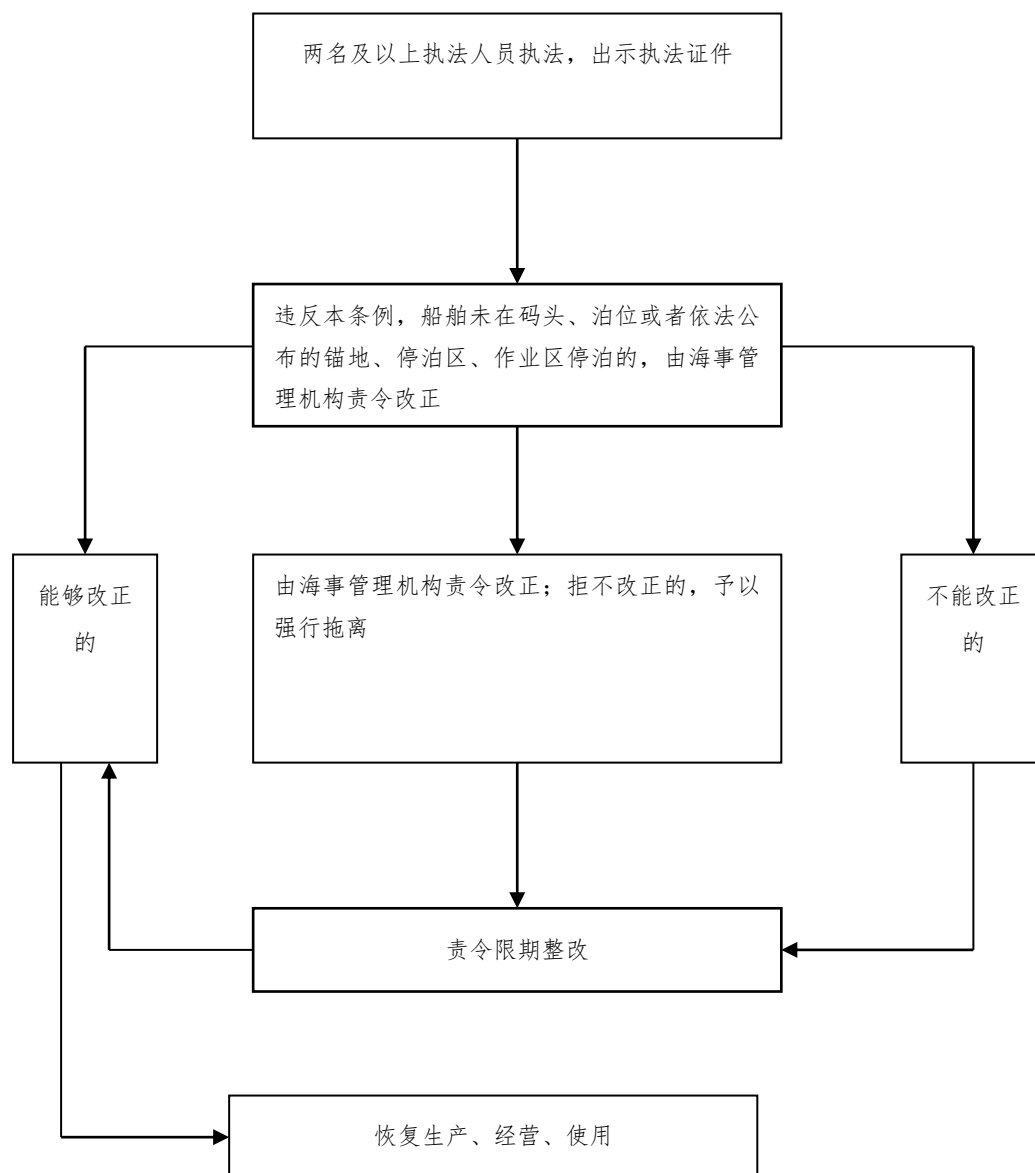 两名及以上执法人员执法，出示执法证件
违反本条例，船舶未在码头、泊位或者依法公
布的锚地、停泊区、作业区停泊的，由海事管
理机构责令改正
能够改正
的
由海事管理机构责令改正；拒不改正的，予以
强行拖离
不能改正
的
责令限期整改
恢复生产、经营、使用